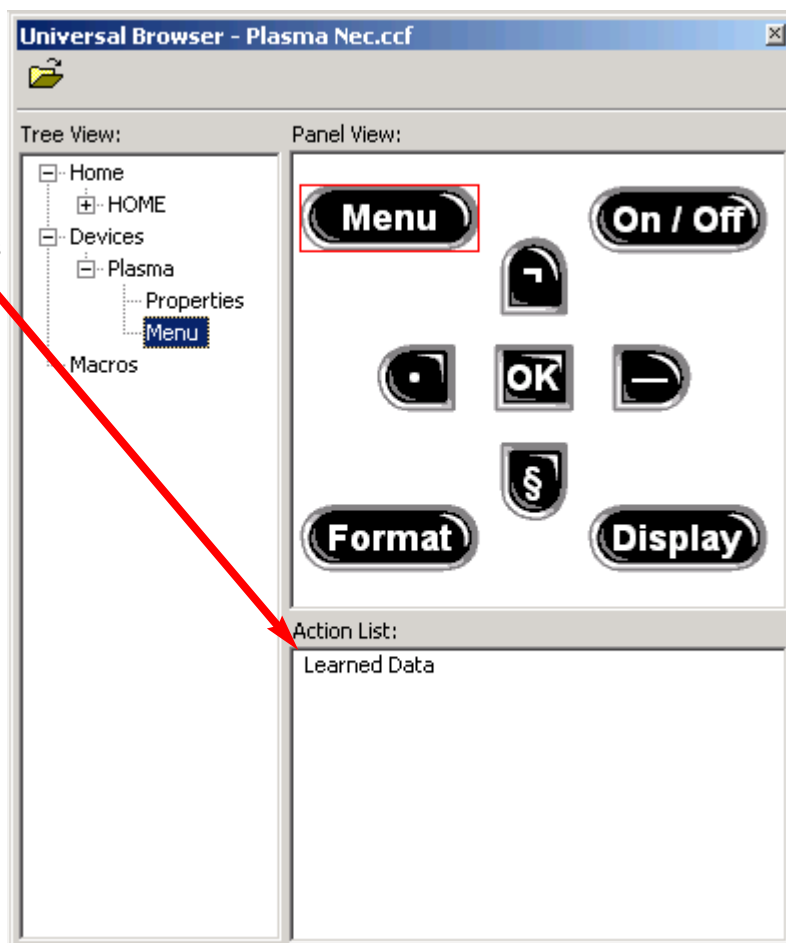 Universal Browser - Plasma Nec.ccf
Tree View:
Home
HOME
Devices
Plasma
Properties
Menu
Macros
Panel View:
Menu
On / Off
¬
•
OK
—
§
Format
Display
Action List:
Learned Data